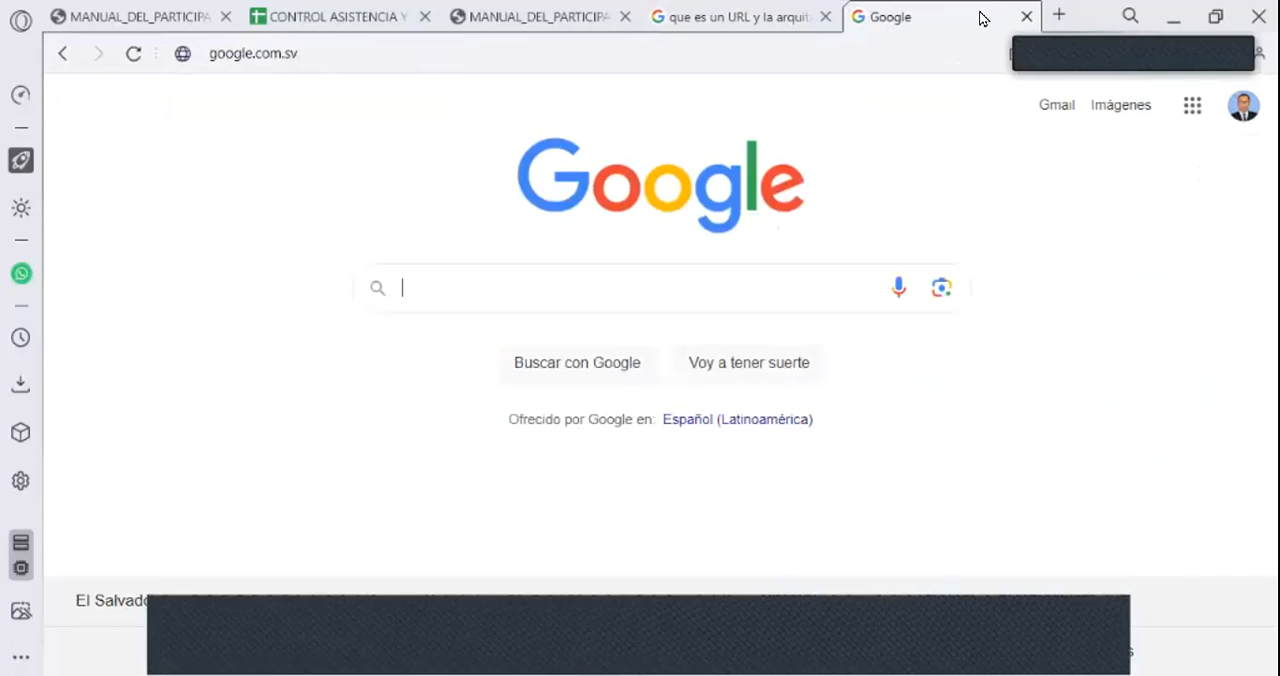 MANUAL_DEL_PARTICIPA
CONTROL ASISTENCIA Y
MANUAL_DEL_PARTICIPA
que es un URL y la arquit
Google
google.com.sv
Gmail
Imágenes
Google
Buscar con Google
Voy a tener suerte
Ofrecido por Google en: Español (Latinoamérica)
El Salvado
s